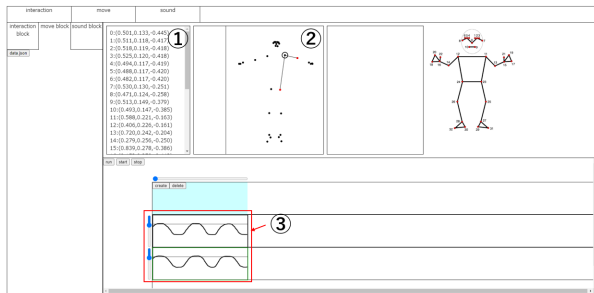 interaction
move
sound
interaction block
move block
sound block
data json
0:(0.501,0.133,-0.445)
1:(0.511,0.118,-0.417)
2:(0.518,0.119,-0.418)
3:(0.525,0.120,-0.418)
4:(0.494,0.117,-0.419)
5:(0.488,0.117,-0.420)
6:(0.482,0.117,-0.420)
7:(0.530,0.130,-0.251)
8:(0.471,0.124,-0.258)
9:(0.513,0.149,-0.379)
10:(0.493,0.147,-0.385)
11:(0.588,0.221,-0.163)
12:(0.406,0.226,-0.161)
13:(0.720,0.242,-0.204)
14:(0.279,0.256,-0.250)
15:(0.839,0.278,-0.386)
1
2
run
start
stop
create
delete
3